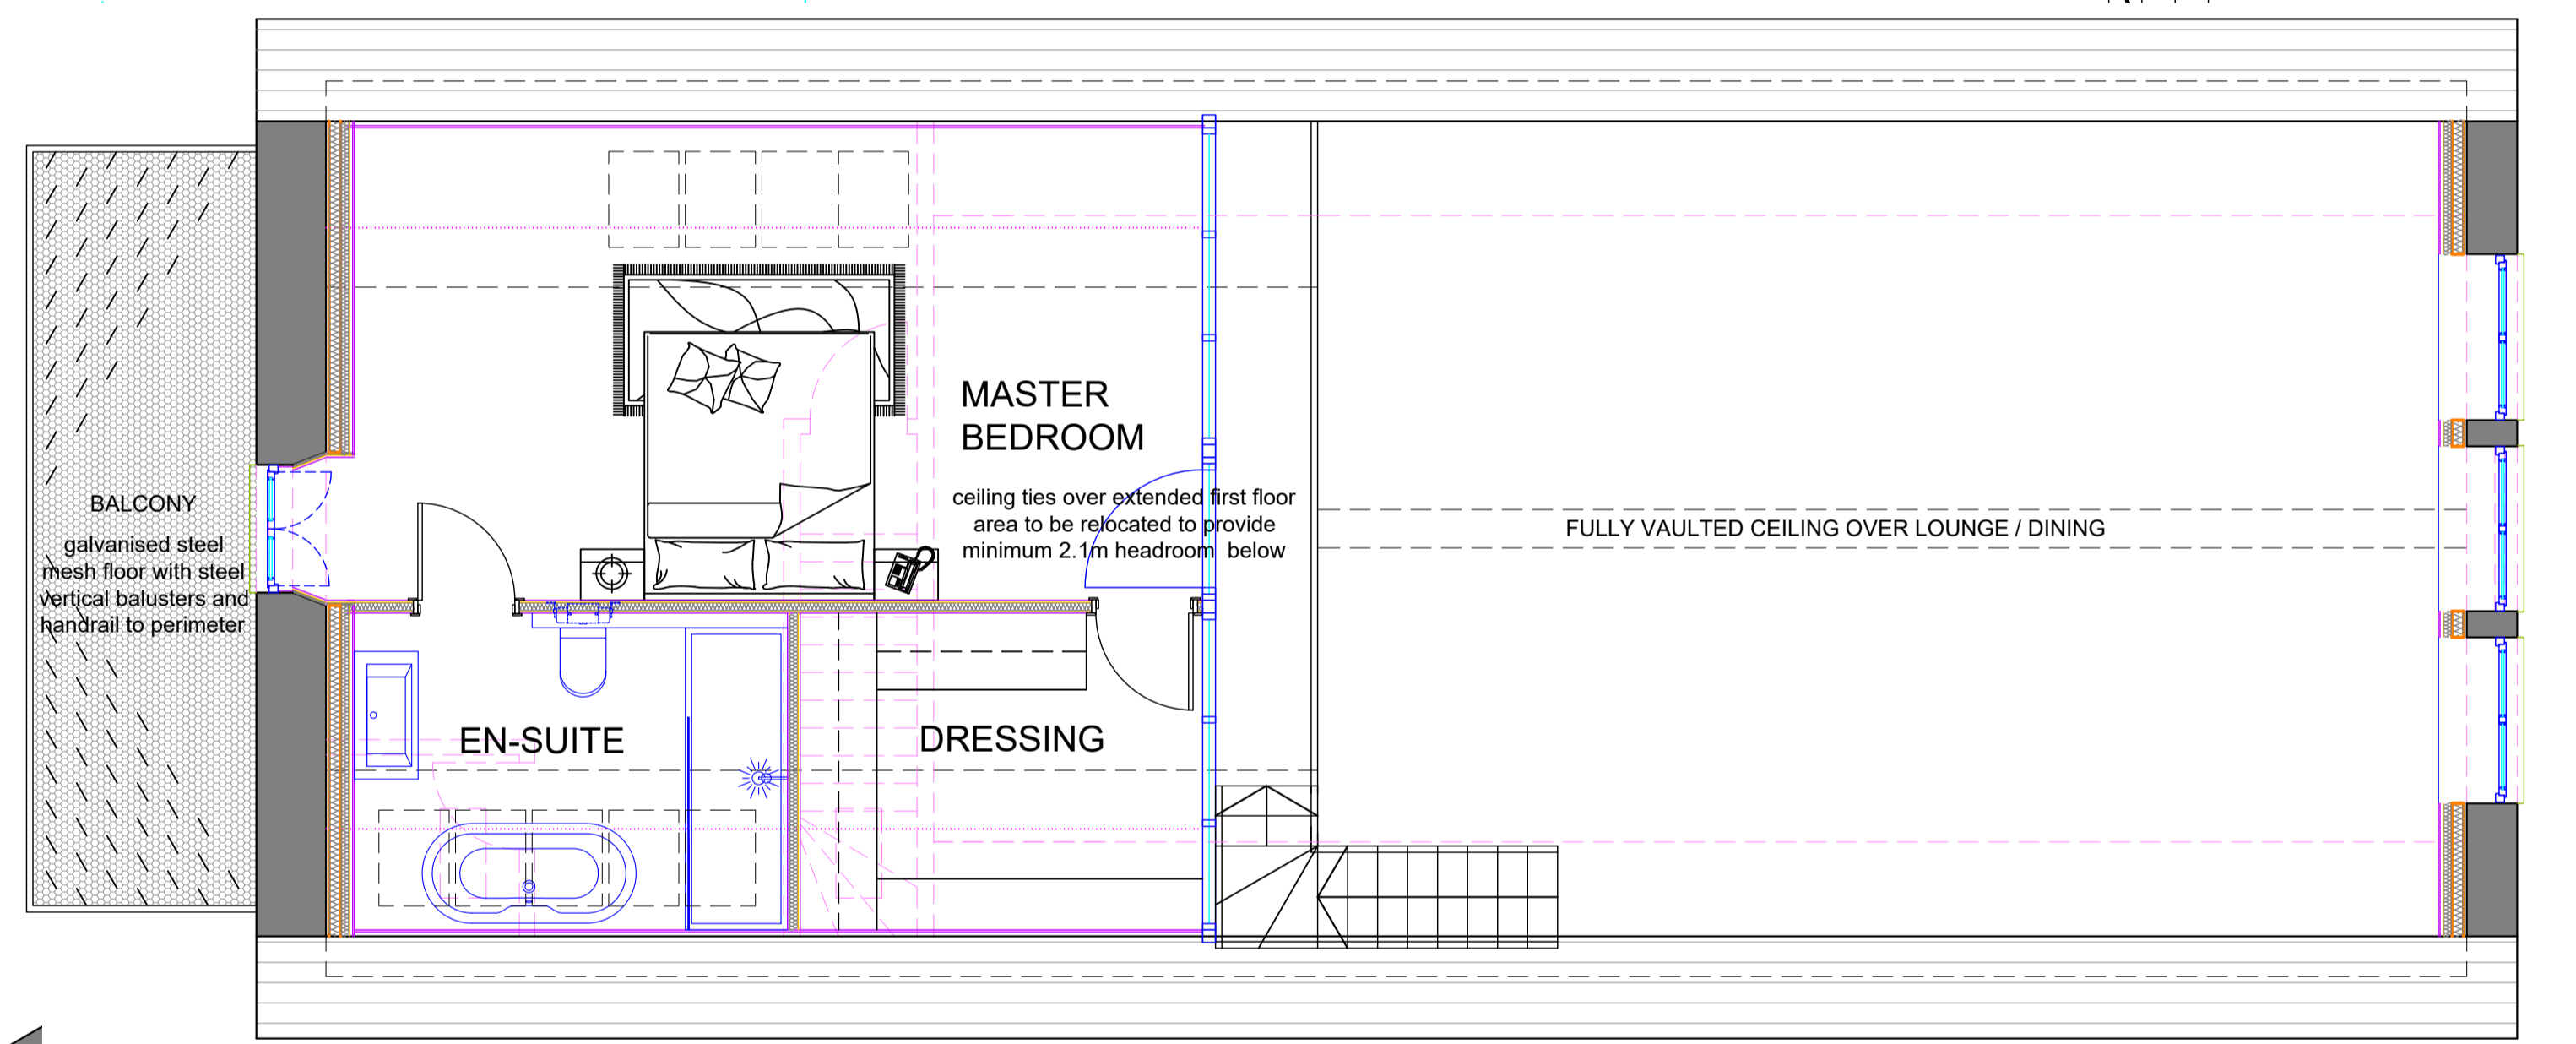 MASTER
BEDROOM
ceiling ties over extended first floor
area to be relocated to provide
minimum 2.1m headroom below
BALCONY
galvanised steel
mesh floor with steel
vertical balusters and
handrail to perimeter
FULLY VAULTED CEILING OVER LOUNGE / DINING
EN-SUITE
DRESSING